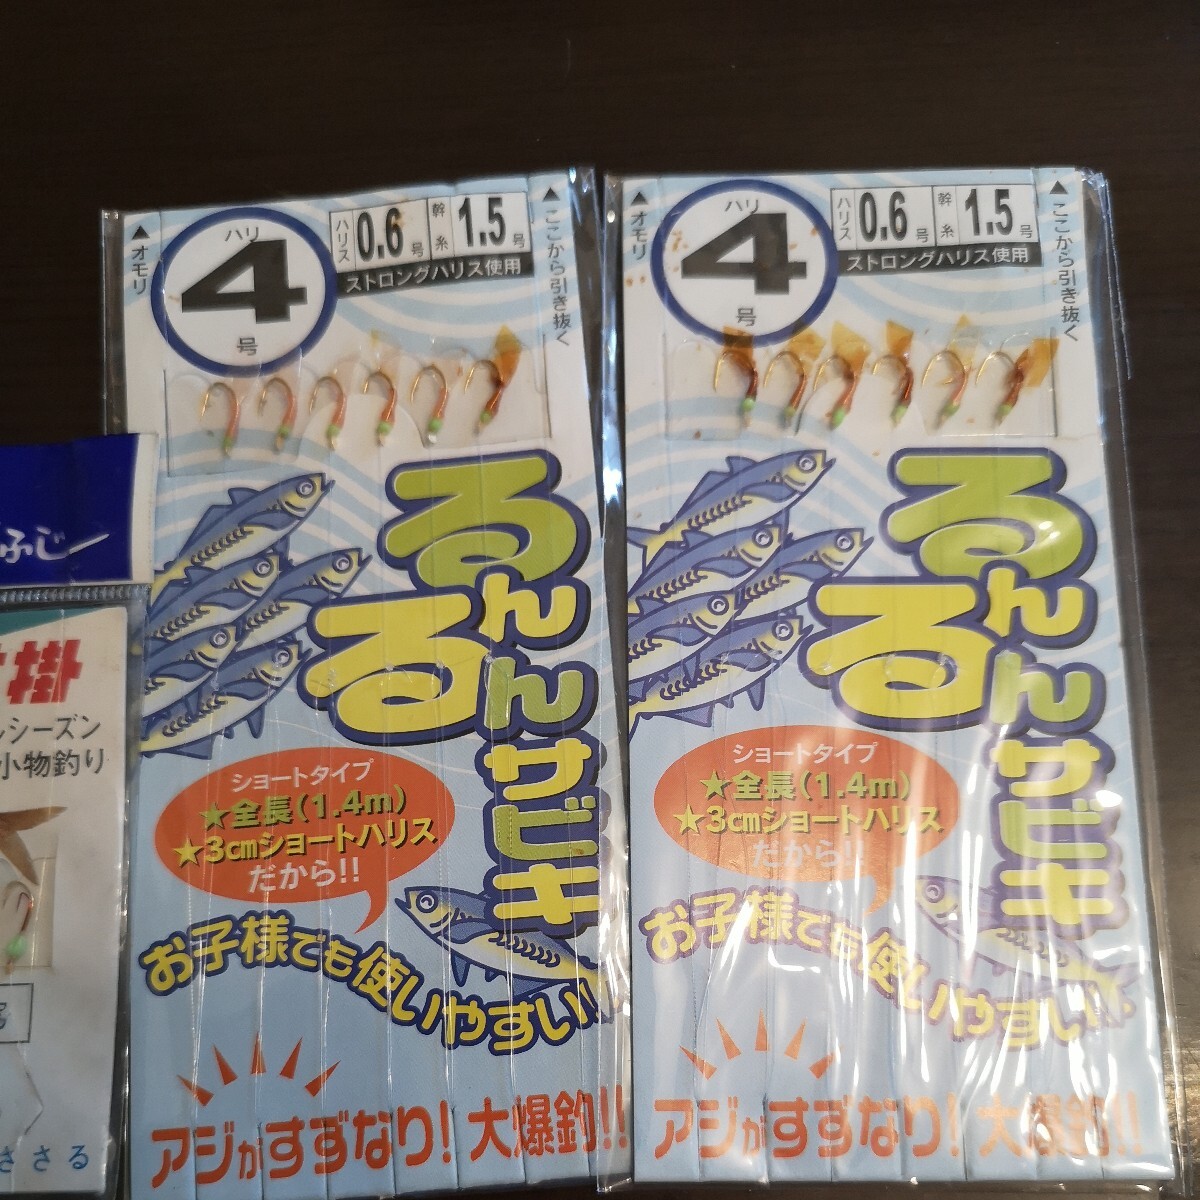 ▲オモリ
ハリ
4
号
ハリス 0.6号
幹糸 1.5号
ストロングハリス使用
▲ここから引き抜く
るんるん
サビキ
ショートタイプ
★全長(1.4m)
★3cmショートハリス
だから!!
お子様でも使いやすい!!
アジがすずなり!大爆釣!!
▲オモリ
ハリ
4
号
ハリス 0.6号
幹糸 1.5号
ストロングハリス使用
▲ここから引き抜く
るんるん
サビキ
ショートタイプ
★全長(1.4m)
★3cmショートハリス
だから!!
お子様でも使いやすい!!
アジがすずなり!大爆釣!!
ふじー
掛
シーズン
小物釣り
号
ささる